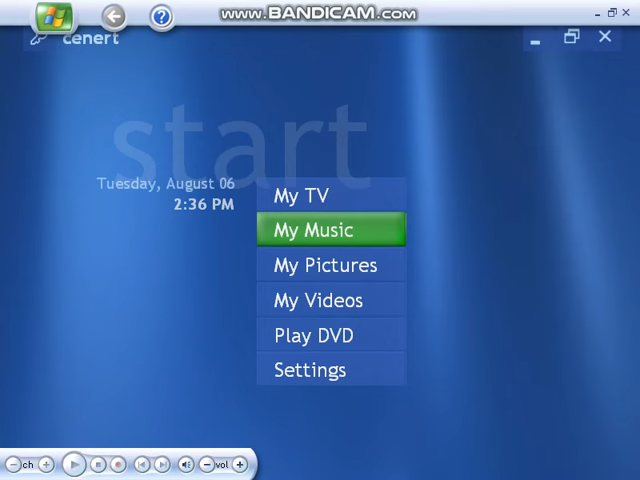 www.BANDICAM.com
cenert
start
Tuesday, August 06
2:36 PM
My TV
My Music
My Pictures
My Videos
Play DVD
Settings
ch
vol